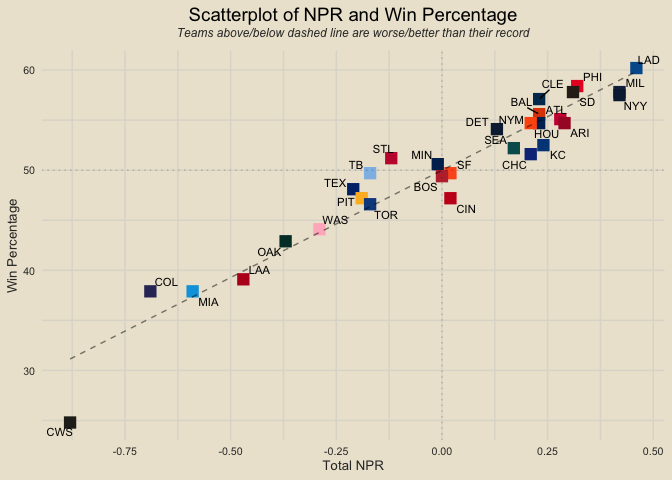 Scatterplot of NPR and Win Percentage
Teams above/below dashed line are worse/better than their record
LAD
PHI
CLE
MIL
60
BAL
ATL
SD
NYY
DET
NYM
HOU
ARI
SEA
STL
MIN
SF
CHC
KC
TB
50
TEX
BOS
PIT
TOR
CIN
WAS
OAK
LAA
40
COL
MIA
30
CWS
Win Percentage
-0.75
-0.50
-0.25
0.00
0.25
0.50
Total NPR